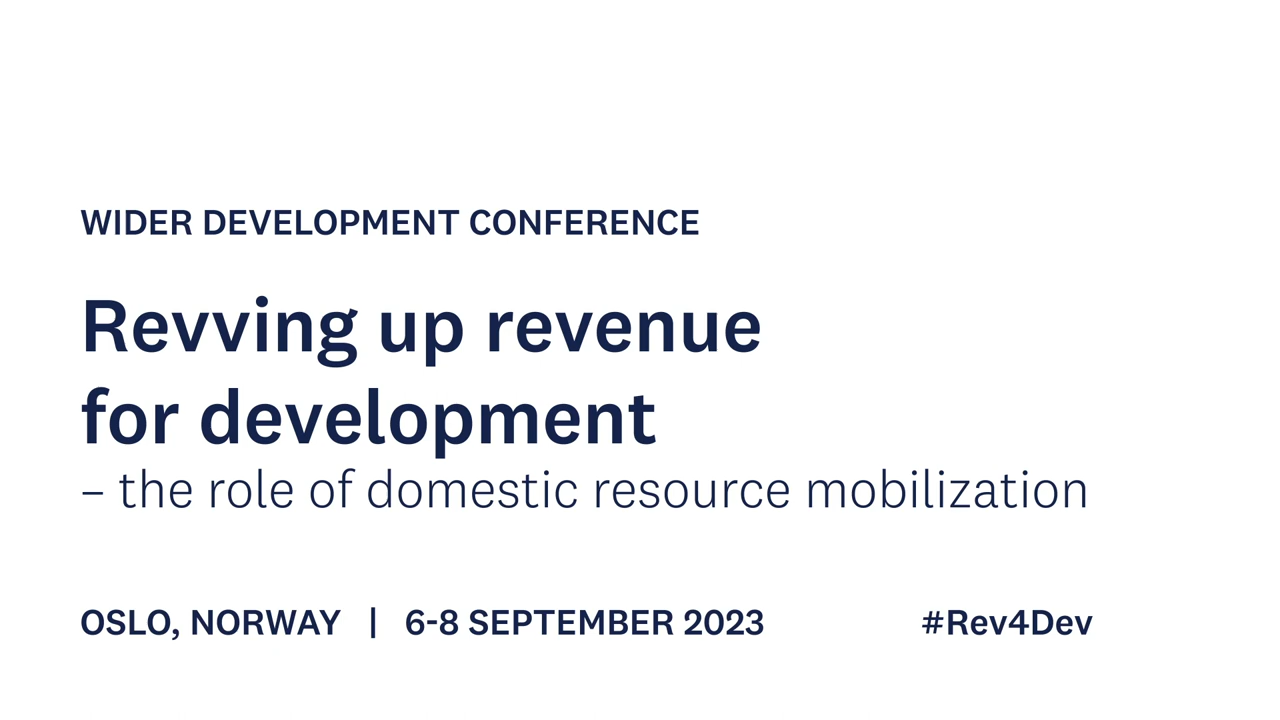 WIDER DEVELOPMENT CONFERENCE
Revving up revenue
for development
– the role of domestic resource mobilization
OSLO, NORWAY | 6-8 SEPTEMBER 2023 #Rev4Dev